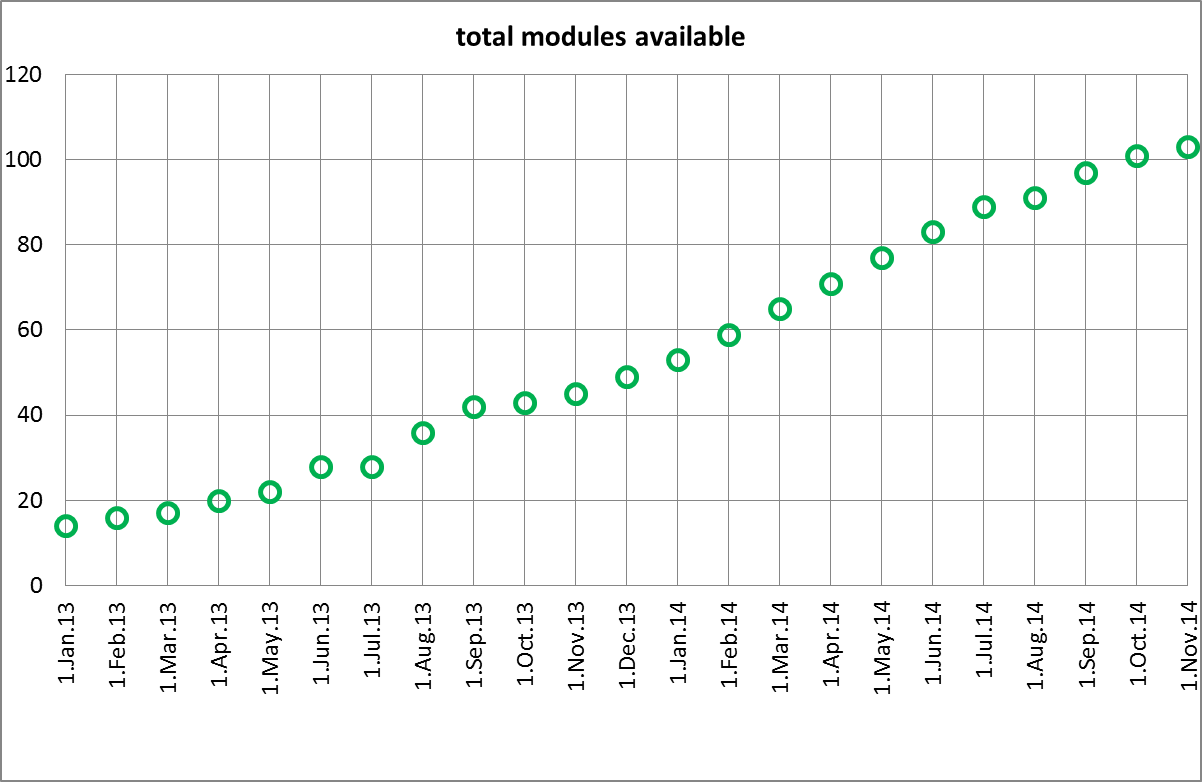 total modules available
120
100
80
60
40
20
0
1.Jan.13
1.Feb.13
1.Mar.13
1.Apr.13
1.May.13
1.Jun.13
1.Jul.13
1.Aug.13
1.Sep.13
1.Oct.13
1.Nov.13
1.Dec.13
1.Jan.14
1.Feb.14
1.Mar.14
1.Apr.14
1.May.14
1.Jun.14
1.Jul.14
1.Aug.14
1.Sep.14
1.Oct.14
1.Nov.14